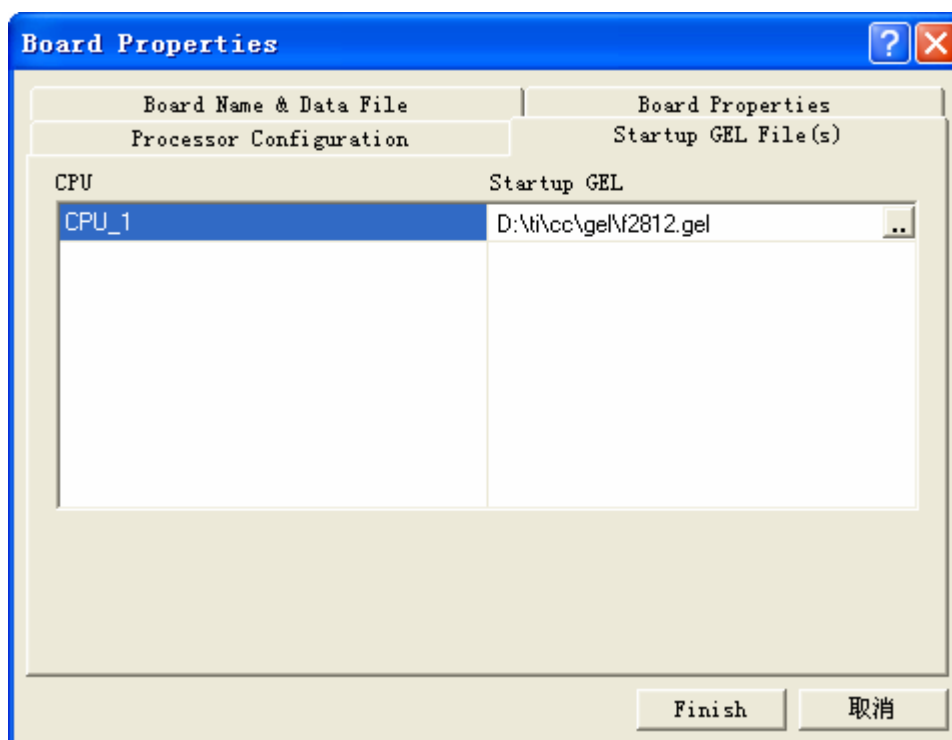 Board Properties
Board Name & Data File
Board Properties
Processor Configuration
Startup GEL File(s)
CPU
Startup GEL
CPU_1
D:\ti\cc\gel\f2812.gel
..
Finish
取消